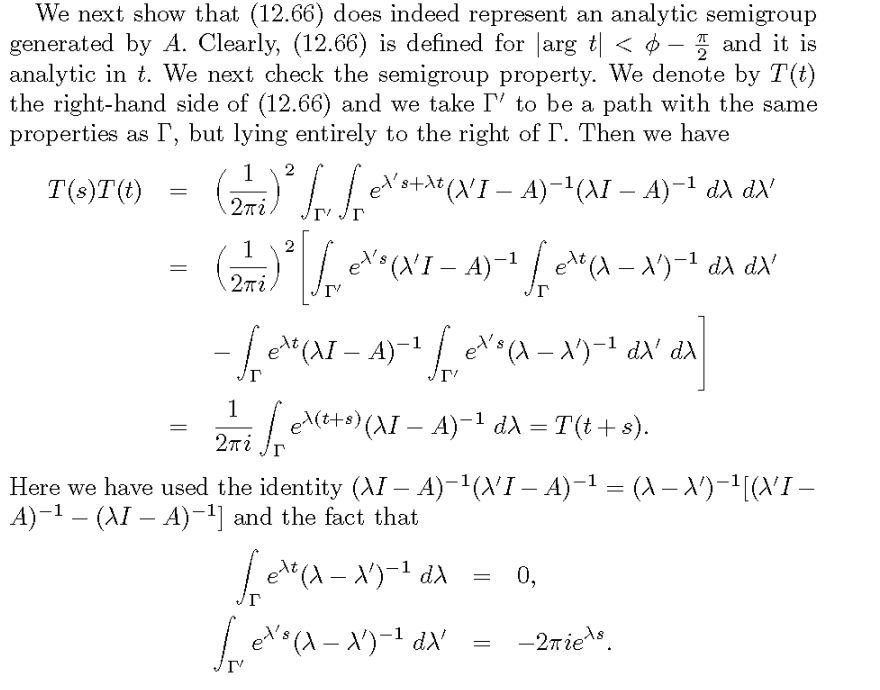 We next show that (12.66) does indeed represent an analytic semigroup
generated by A. Clearly, (12.66) is defined for |arg t| < ϕ − π/2 and it is
analytic in t. We next check the semigroup property. We denote by T(t)
the right-hand side of (12.66) and we take Γ′ to be a path with the same
properties as Γ, but lying entirely to the right of Γ. Then we have
T(s)T(t) = (1/2πi)² ∫_Γ′ ∫_Γ e^{λ′s+λt}(λ′I − A)⁻¹(λI − A)⁻¹ dλ dλ′
= (1/2πi)² [∫_Γ′ e^{λ′s}(λ′I − A)⁻¹ ∫_Γ e^{λt}(λ − λ′)⁻¹ dλ dλ′
− ∫_Γ e^{λt}(λI − A)⁻¹ ∫_Γ′ e^{λ′s}(λ − λ′)⁻¹ dλ′ dλ]
= 1/2πi ∫_Γ e^{λ(t+s)}(λI − A)⁻¹ dλ = T(t + s).
Here we have used the identity (λI − A)⁻¹(λ′I − A)⁻¹ = (λ − λ′)⁻¹[(λ′I −
A)⁻¹ − (λI − A)⁻¹] and the fact that
∫_Γ e^{λt}(λ − λ′)⁻¹ dλ = 0,
∫_Γ′ e^{λ′s}(λ − λ′)⁻¹ dλ′ = −2πie^{λs}.